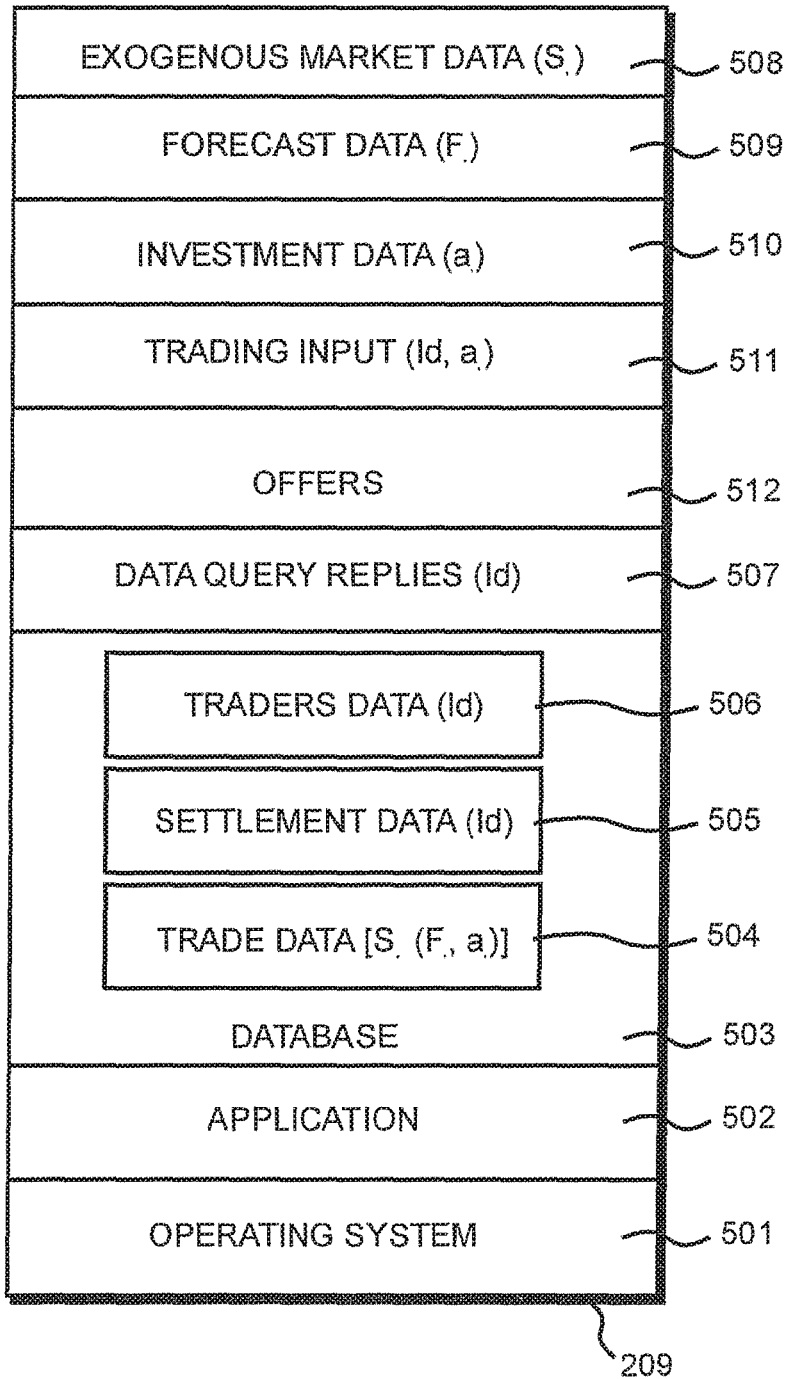 EXOGENOUS MARKET DATA (S.) 508
FORECAST DATA (F.) 509
INVESTMENT DATA (a.) 510
TRADING INPUT (Id, a.) 511
OFFERS 512
DATA QUERY REPLIES (Id) 507
TRADERS DATA (Id) 506
SETTLEMENT DATA (Id) 505
TRADE DATA [S. (F., a.)] 504
DATABASE 503
APPLICATION 502
OPERATING SYSTEM 501
209